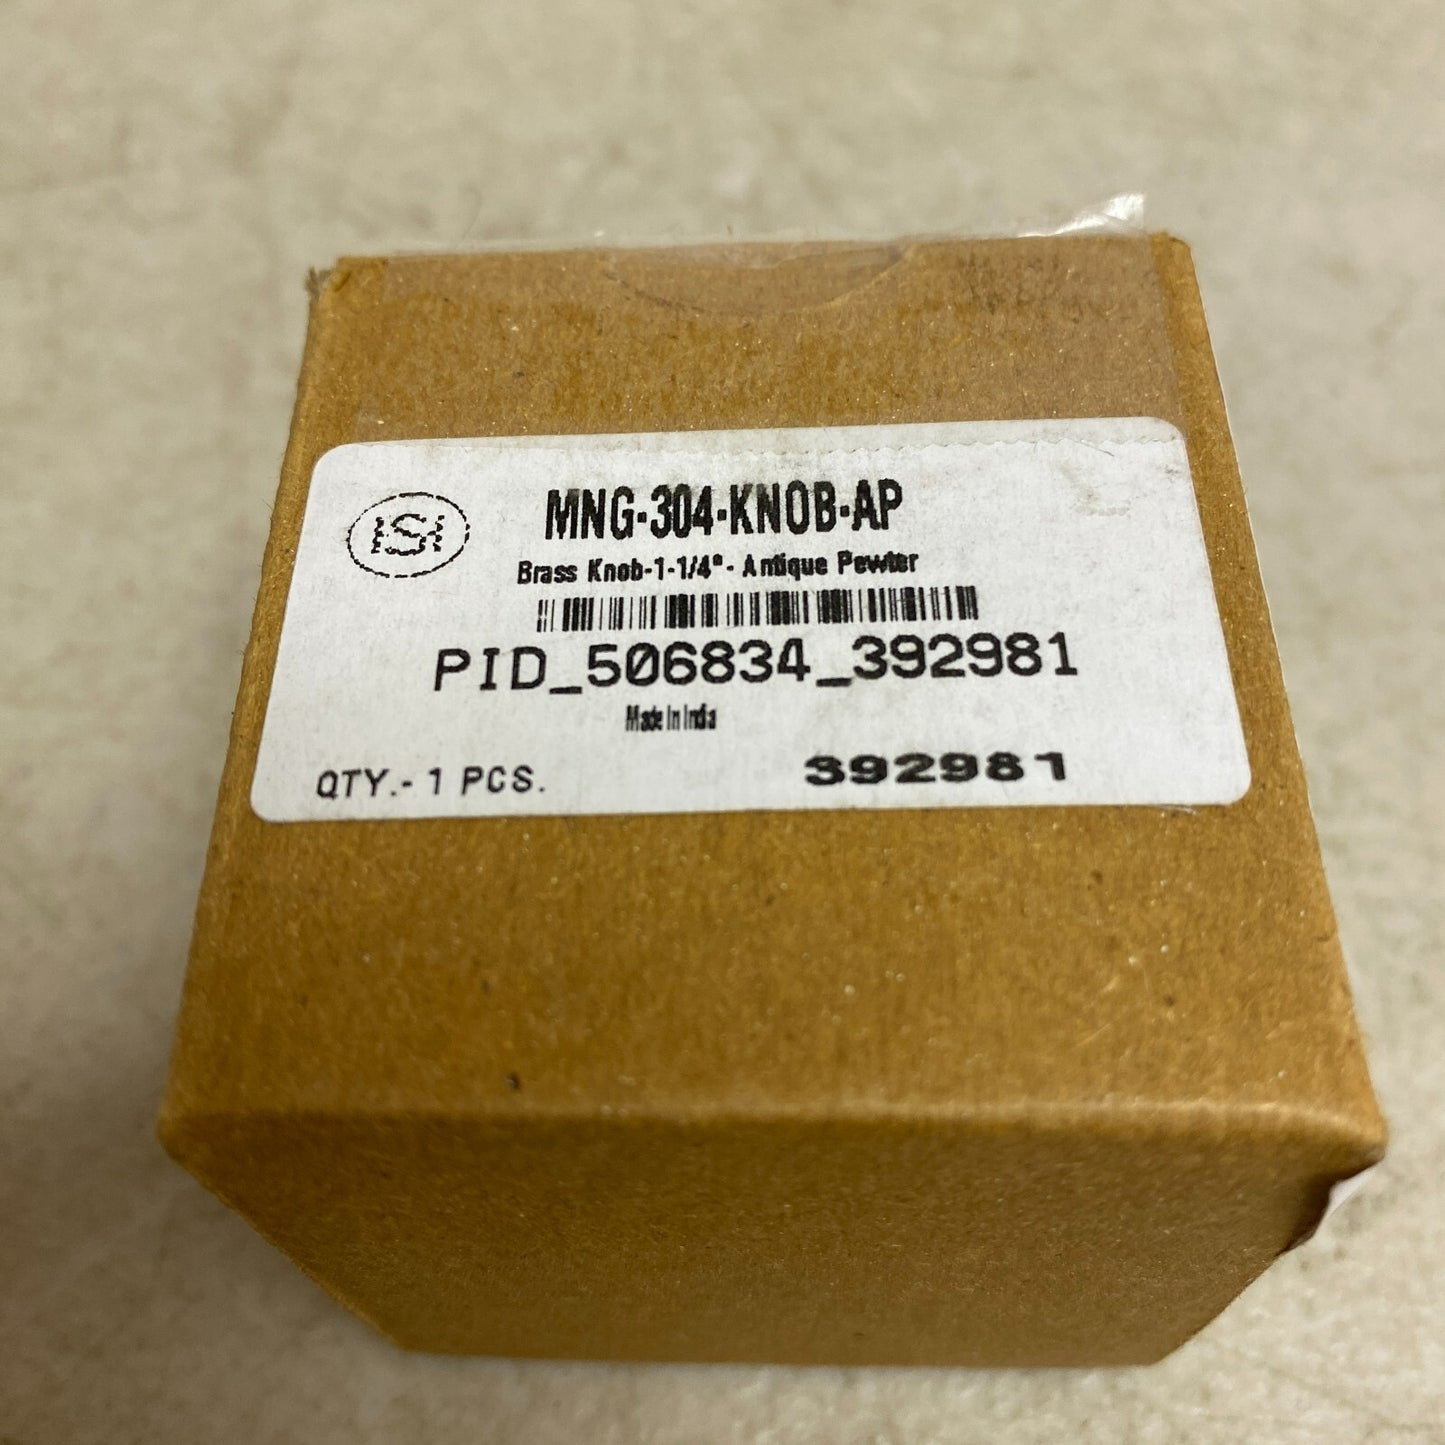 HSH
MNG-304-KNOB-AP
Brass Knob-1-1/4"- Antique Pewter
PID_506834_392981
Made In India
QTY.- 1 PCS.
392981